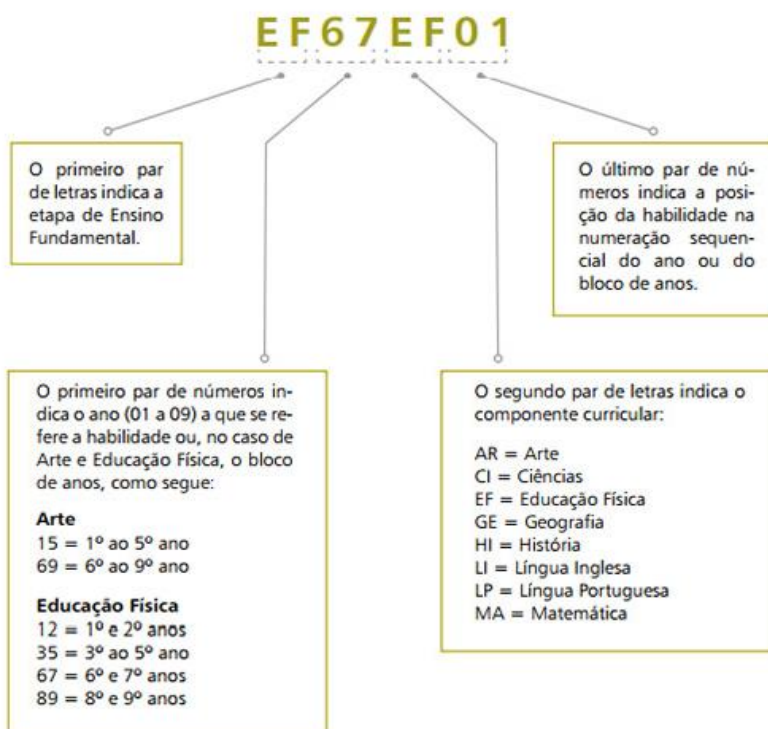 EF67EF01
O primeiro par
de letras indica a
etapa de Ensino
Fundamental.
O último par de nú-
meros indica a posi-
ção da habilidade na
numeração sequen-
cial do ano ou do
bloco de anos.
O primeiro par de números in-
dica o ano (01 a 09) a que se re-
fere a habilidade ou, no caso de
Arte e Educação Física, o bloco
de anos, como segue:
Arte
15 = 1º ao 5º ano
69 = 6º ao 9º ano
Educação Física
12 = 1º e 2º anos
35 = 3º ao 5º ano
67 = 6º e 7º anos
89 = 8º e 9º anos
O segundo par de letras indica o
componente curricular:
AR = Arte
CI = Ciências
EF = Educação Física
GE = Geografia
HI = História
LI = Língua Inglesa
LP = Língua Portuguesa
MA = Matemática